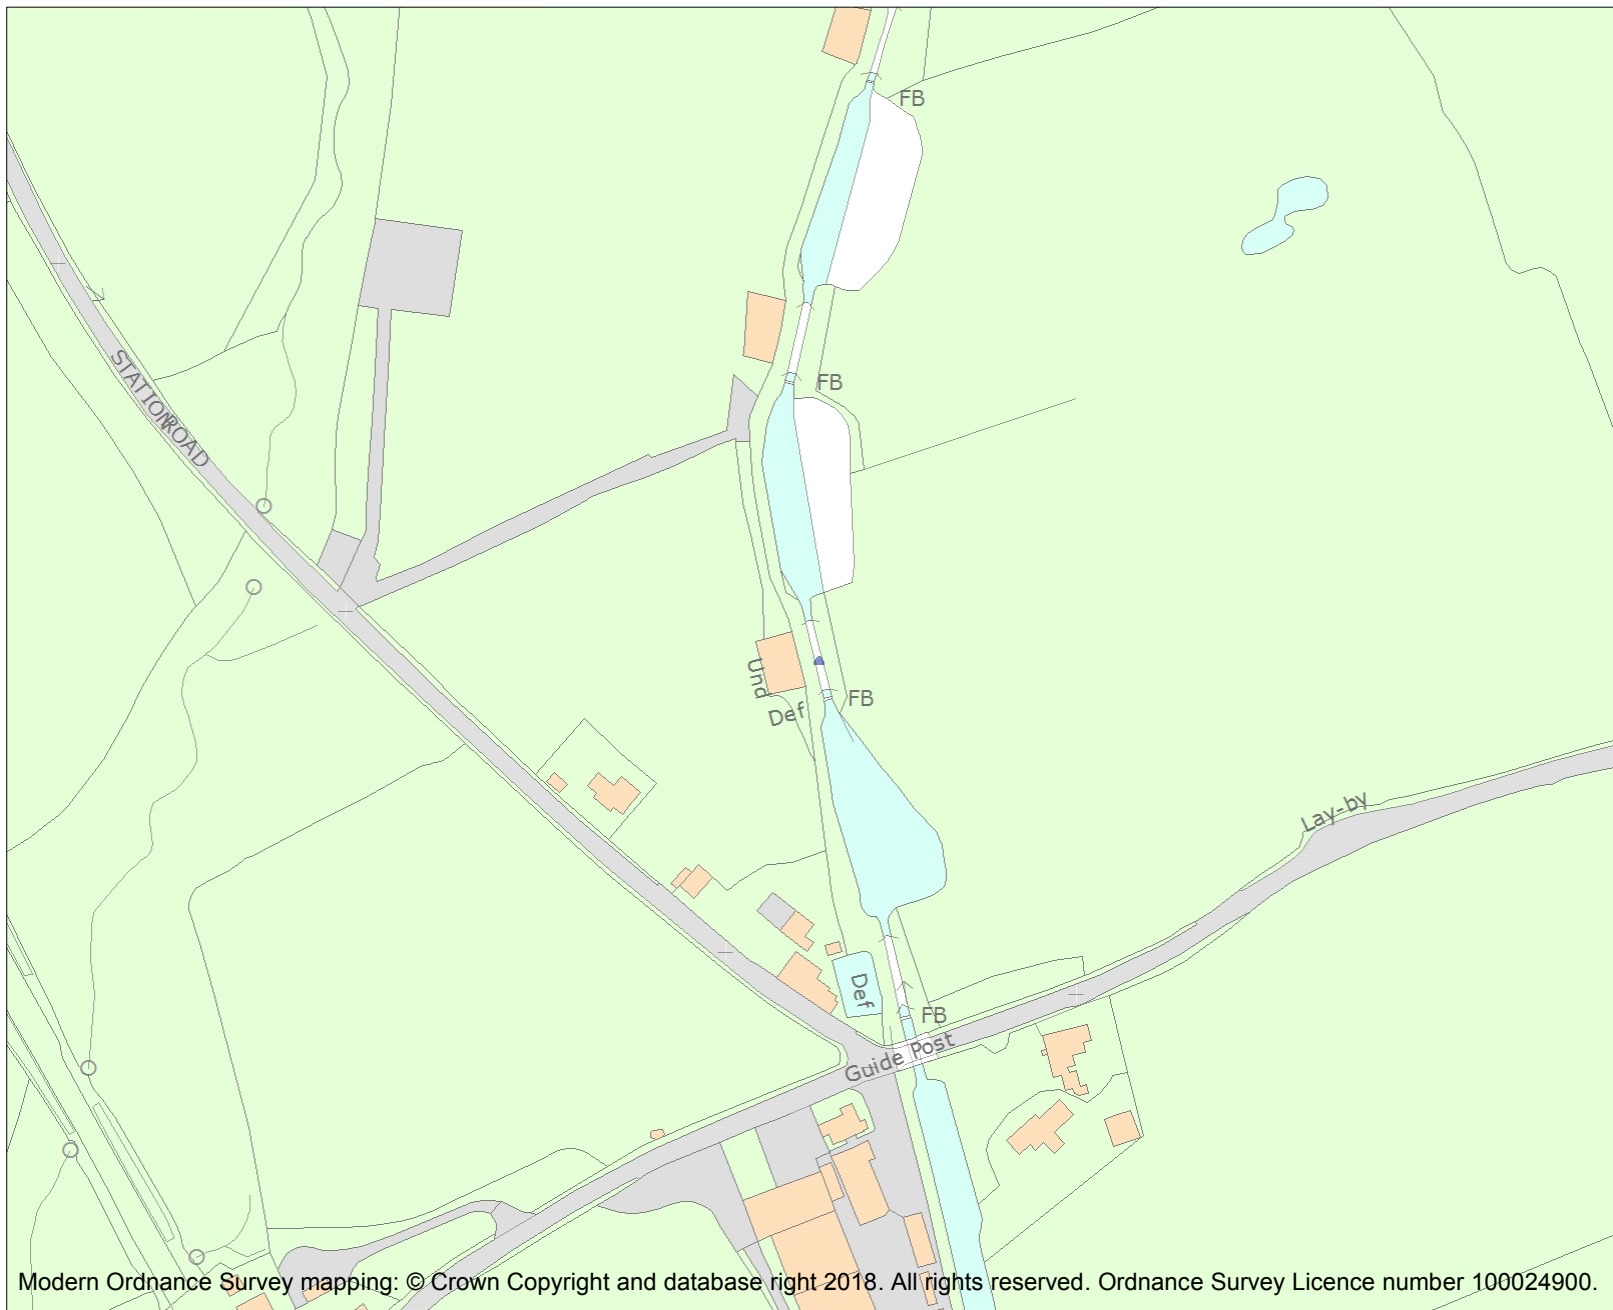 FB
STATION ROAD
FB
Und
Def
FB
Lay-by
Def
FB
Guide Post
Modern Ordnance Survey mapping: © Crown Copyright and database right 2018. All rights reserved. Ordnance Survey Licence number 100024900.